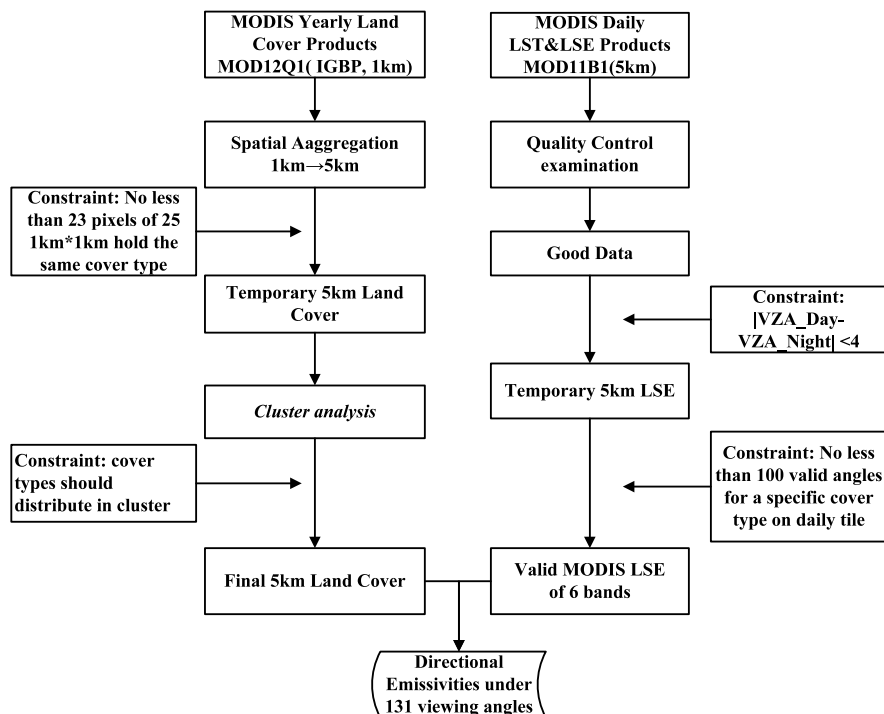 MODIS Yearly Land
Cover Products
MOD12Q1( IGBP, 1km)
MODIS Daily
LST&LSE Products
MOD11B1(5km)
Spatial Aaggregation
1km→5km
Quality Control
examination
Constraint: No less
than 23 pixels of 25
1km*1km hold the
same cover type
Good Data
Temporary 5km Land
Cover
Constraint:
|VZA_Day-
VZA_Night| <4
Cluster analysis
Temporary 5km LSE
Constraint: cover
types should
distribute in cluster
Constraint: No less
than 100 valid angles
for a specific cover
type on daily tile
Final 5km Land Cover
Valid MODIS LSE
of 6 bands
Directional
Emissivities under
131 viewing angles